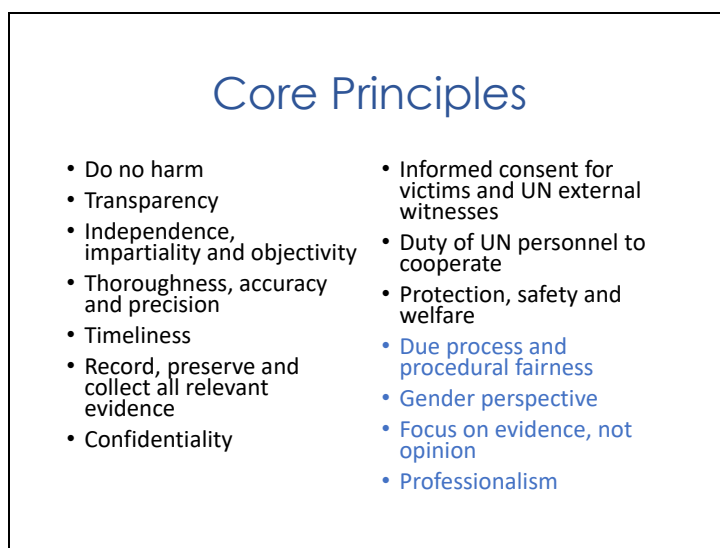 Core Principles
• Do no harm
• Transparency
• Independence,
impartiality and objectivity
• Thoroughness, accuracy
and precision
• Timeliness
• Record, preserve and
collect all relevant
evidence
• Confidentiality
• Informed consent for
victims and UN external
witnesses
• Duty of UN personnel to
cooperate
• Protection, safety and
welfare
• Due process and
procedural fairness
• Gender perspective
• Focus on evidence, not
opinion
• Professionalism